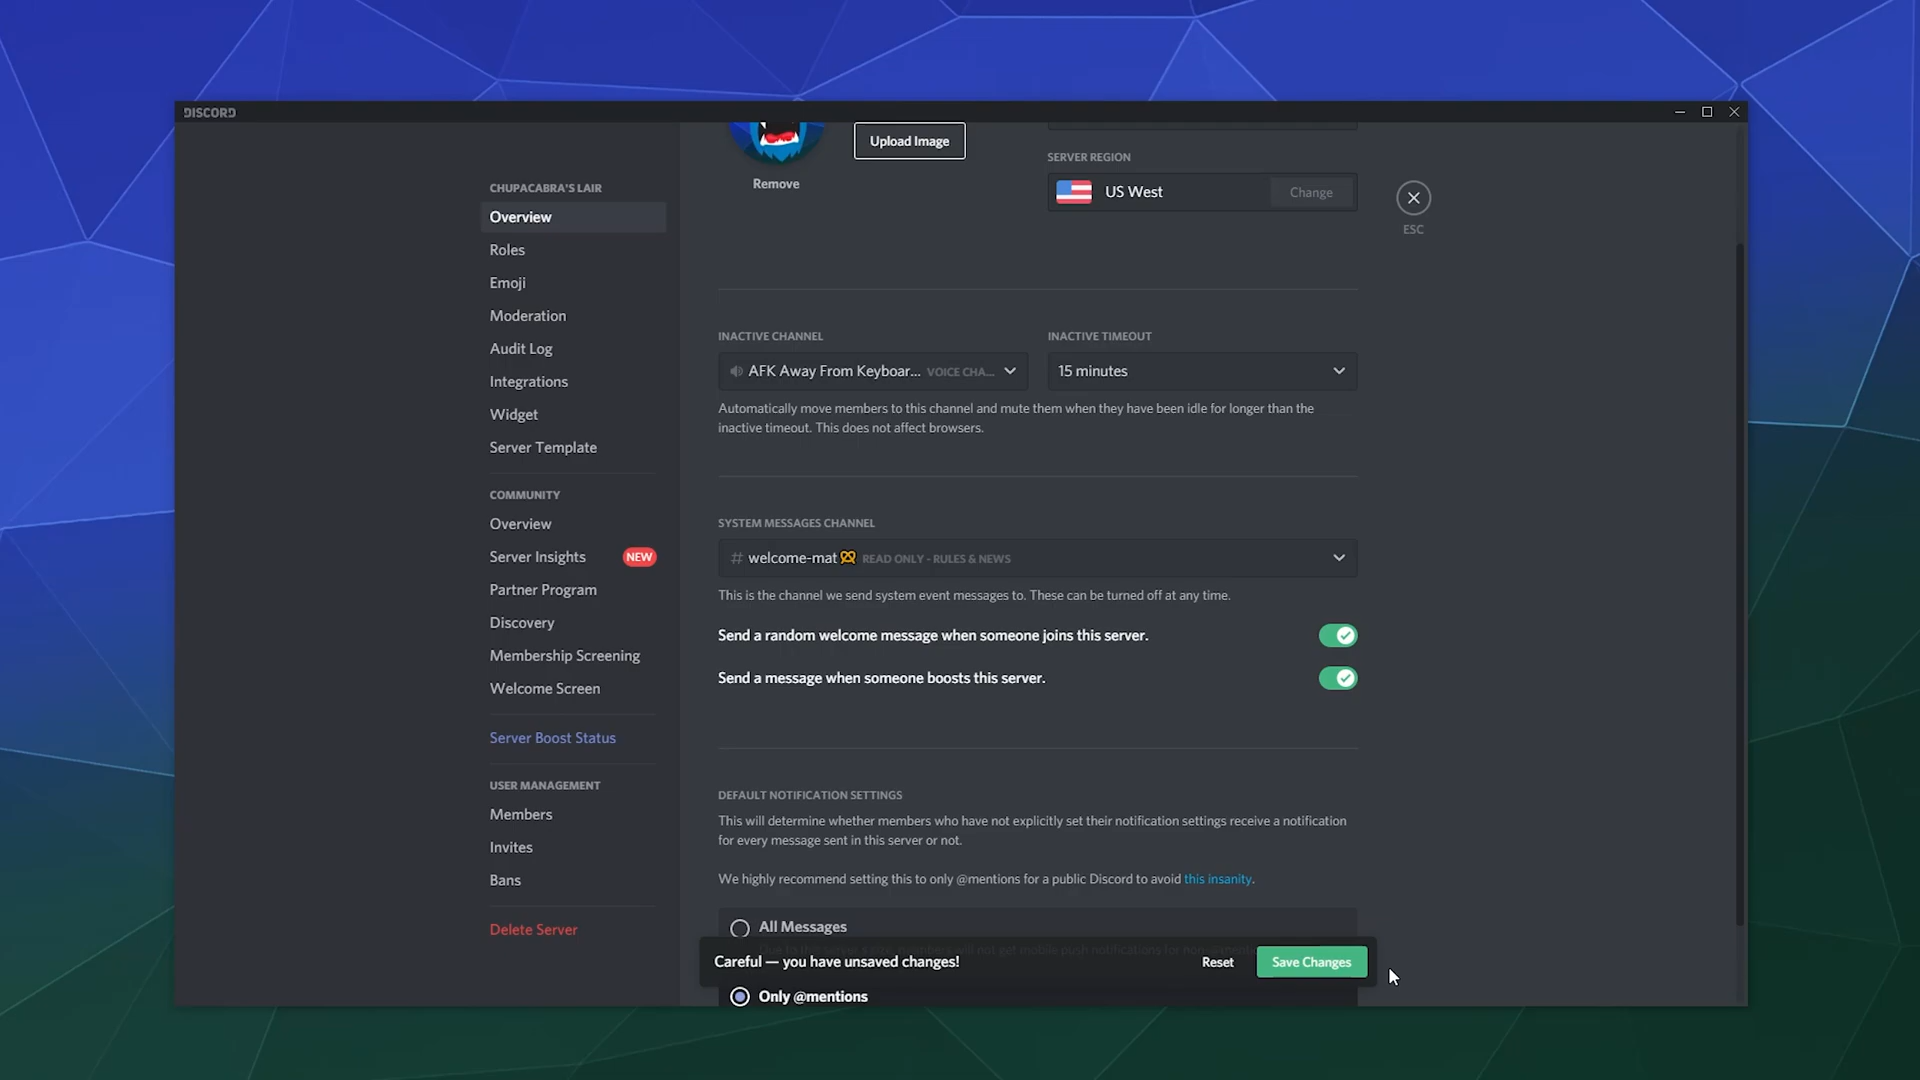 DISCORD
Upload Image
Remove
SERVER REGION
US West
Change
ESC
CHUPACABRA'S LAIR
Overview
Roles
Emoji
Moderation
Audit Log
Integrations
Widget
Server Template
COMMUNITY
Overview
Server Insights NEW
Partner Program
Discovery
Membership Screening
Welcome Screen
Server Boost Status
USER MANAGEMENT
Members
Invites
Bans
Delete Server
INACTIVE CHANNEL
AFK Away From Keyboar... VOICE CHA...
INACTIVE TIMEOUT
15 minutes
Automatically move members to this channel and mute them when they have been idle for longer than the
inactive timeout. This does not affect browsers.
SYSTEM MESSAGES CHANNEL
# welcome-mat READ ONLY - RULES & NEWS
This is the channel we send system event messages to. These can be turned off at any time.
Send a random welcome message when someone joins this server.
Send a message when someone boosts this server.
DEFAULT NOTIFICATION SETTINGS
This will determine whether members who have not explicitly set their notification settings receive a notification
for every message sent in this server or not.
We highly recommend setting this to only @mentions for a public Discord to avoid this insanity.
All Messages
Careful — you have unsaved changes!
Reset
Save Changes
Only @mentions